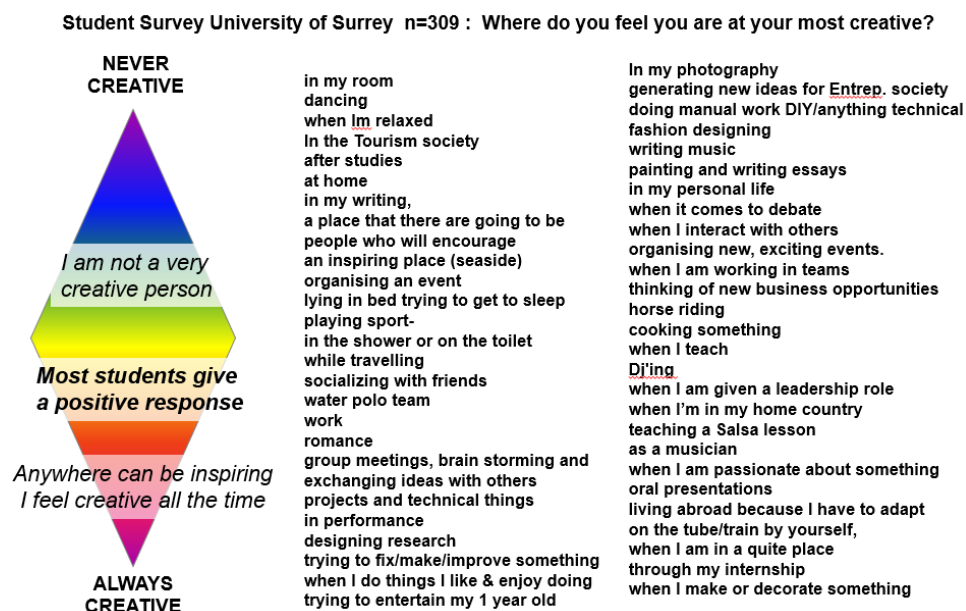 Student Survey University of Surrey n=309 : Where do you feel you are at your most creative?
NEVER
CREATIVE
I am not a very
creative person
Most students give
a positive response
Anywhere can be inspiring
I feel creative all the time
ALWAYS
CREATIVE
in my room
dancing
when Im relaxed
In the Tourism society
after studies
at home
in my writing,
a place that there are going to be
people who will encourage
an inspiring place (seaside)
organising an event
lying in bed trying to get to sleep
playing sport-
in the shower or on the toilet
while travelling
socializing with friends
water polo team
work
romance
group meetings, brain storming and
exchanging ideas with others
projects and technical things
in performance
designing research
trying to fix/make/improve something
when I do things I like & enjoy doing
trying to entertain my 1 year old
In my photography
generating new ideas for Entrep. society
doing manual work DIY/anything technical
fashion designing
writing music
painting and writing essays
in my personal life
when it comes to debate
when I interact with others
organising new, exciting events.
when I am working in teams
thinking of new business opportunities
horse riding
cooking something
when I teach
Dj'ing
when I am given a leadership role
when I’m in my home country
teaching a Salsa lesson
as a musician
when I am passionate about something
oral presentations
living abroad because I have to adapt
on the tube/train by yourself,
when I am in a quite place
through my internship
when I make or decorate something